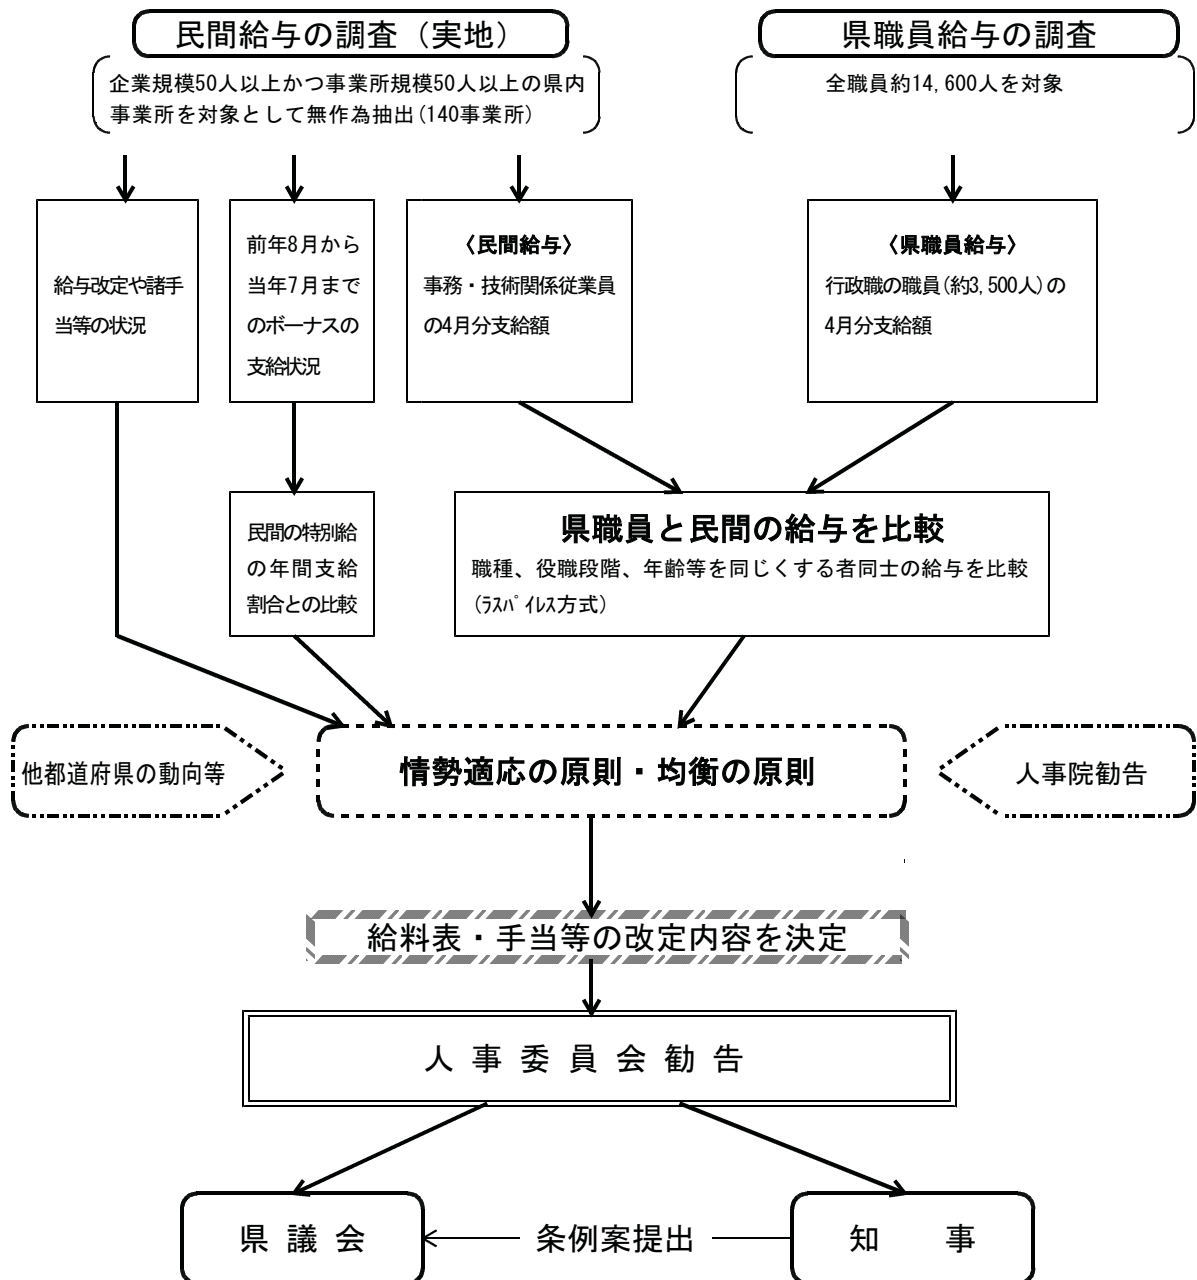 民間給与の調査（実地）
企業規模50人以上かつ事業所規模50人以上の県内
事業所を対象として無作為抽出(140事業所)
県職員給与の調査
全職員約14,600人を対象
給与改定や諸手
当等の状況
前年8月から
当年7月まで
のボーナスの
支給状況
〈民間給与〉
事務・技術関係従業員
の4月分支給額
〈県職員給与〉
行政職の職員(約3,500人)の
4月分支給額
民間の特別給
の年間支給
割合との比較
県職員と民間の給与を比較
職種、役職段階、年齢等を同じくする者同士の給与を比較
(ﾗｽﾊﾟｲﾚｽ方式)
他都道府県の動向等
情勢適応の原則・均衡の原則
人事院勧告
給料表・手当等の改定内容を決定
人事委員会勧告
県議会
条例案提出
知　事